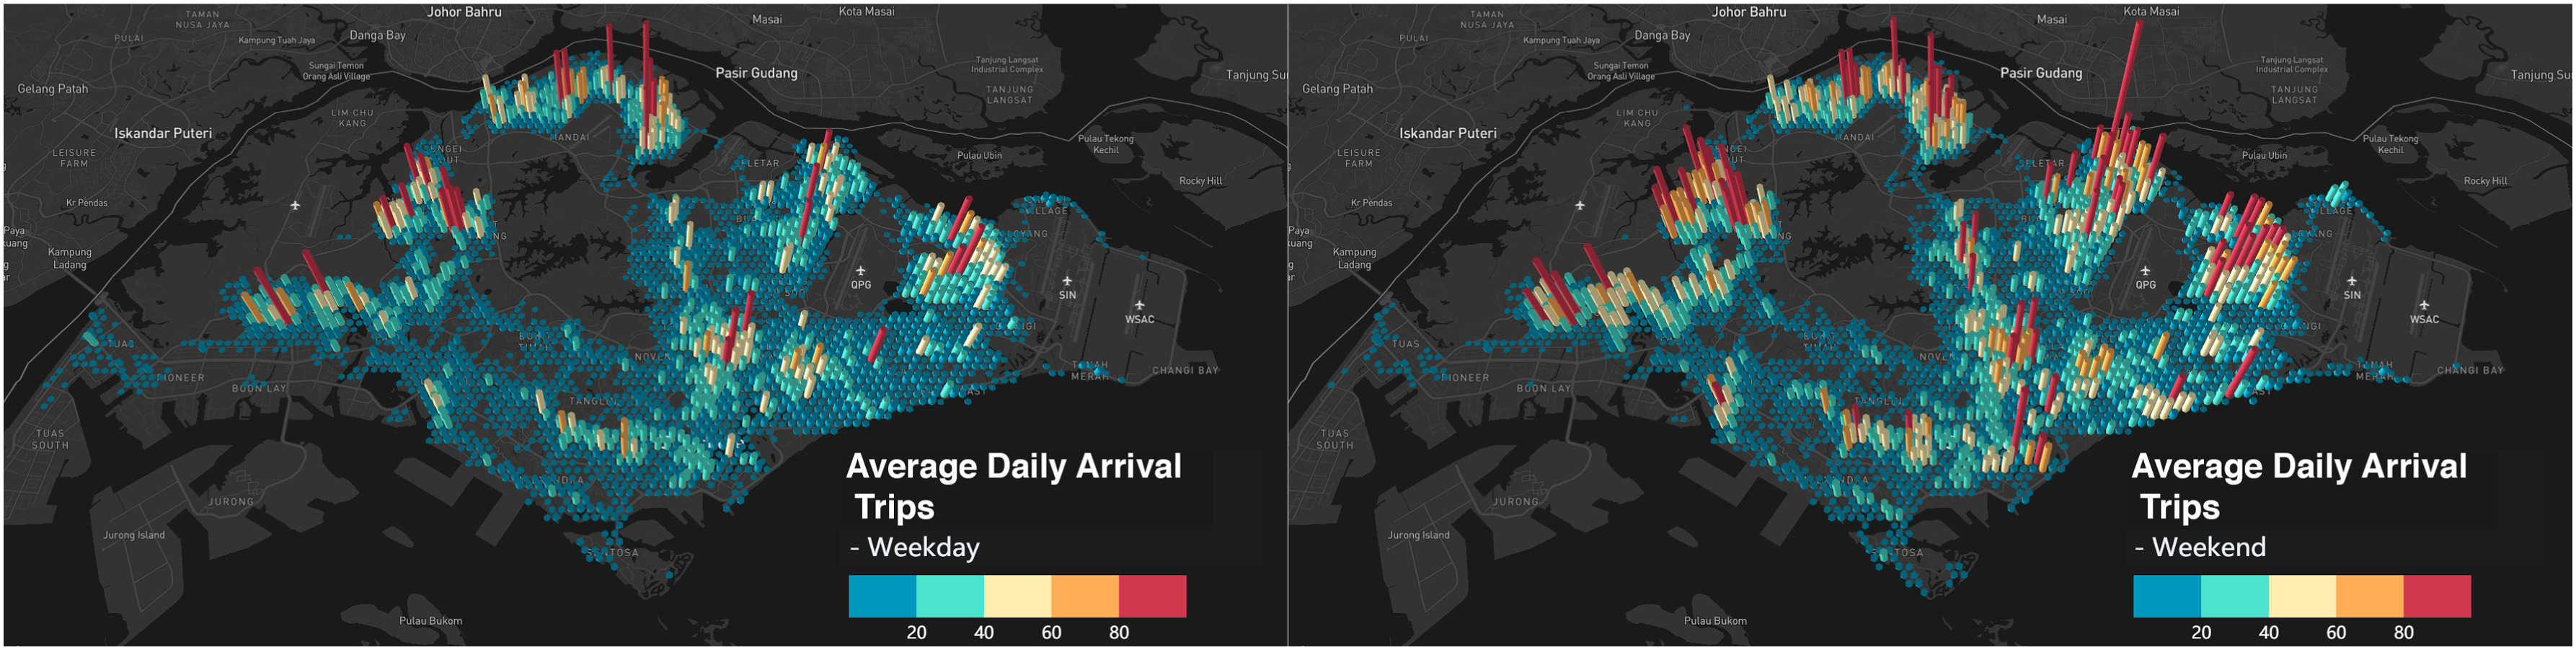 Johor Bahru
Kota Masai
TAMAN
NUSA JAYA
Masai
PULAI
Kampung Tuah Jaya
Danga Bay
Sungai Temon
Orang Asli Village
Pasir Gudang
Tanjung Langsat
Industrial Complex
Tanjung Su
Gelang Patah
TANJUNG
LANGSAT
LIM CHU
KANG
Iskandar Puteri
Pulau Tekong
Kechil
LEISURE
FARM
Pulau Ubin
Rocky Hill
Kr Pendas
VILLAGE
Paya
Kampung
Ladang
QPG
SIN
WSAC
TUAS
PIONEER
BOON LAY
TANAH
MERAH
CHANGI BAY
TANGLIN
TUAS
SOUTH
JURONG
Jurong Island
Pulau Bukom
Average Daily Arrival
Trips
- Weekday
20 40 60 80
Johor Bahru
Kota Masai
TAMAN
NUSA JAYA
Masai
PULAI
Kampung Tuah Jaya
Danga Bay
Sungai Temon
Orang Asli Village
Pasir Gudang
Tanjung Langsat
Industrial Complex
Tanjung Su
Gelang Patah
TANJUNG
LANGSAT
LIM CHU
KANG
Iskandar Puteri
MANDAI
Pulau Tekong
Kechil
LEISURE
FARM
Pulau Ubin
Rocky Hill
Kr Pendas
VILLAGE
Paya
Kampung
Ladang
QPG
SIN
WSAC
TUAS
PIONEER
BOON LAY
CHANGI BAY
TUAS
SOUTH
JURONG
Jurong Island
Pulau Bukom
Average Daily Arrival
Trips
- Weekend
20 40 60 80